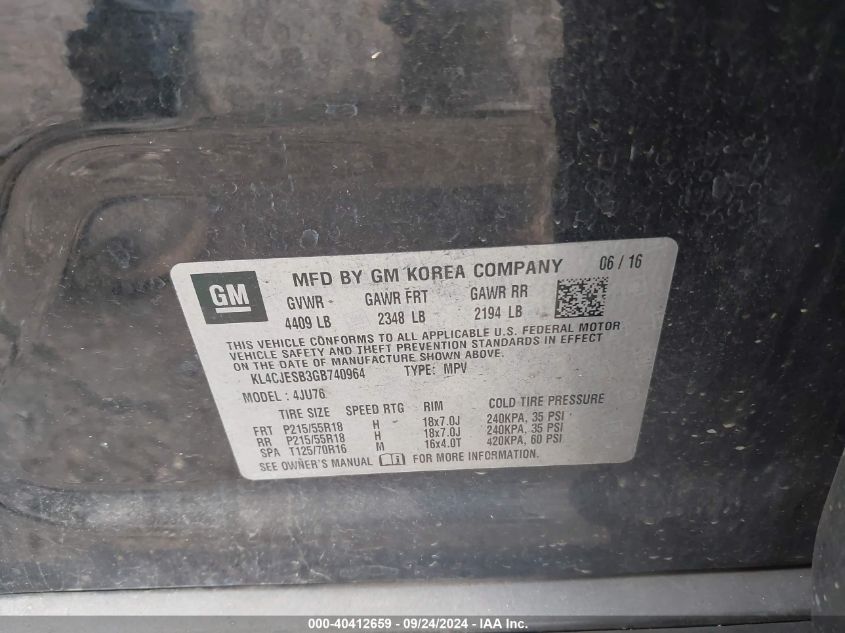 GM
MFD BY GM KOREA COMPANY 06 / 16
GVWR GAWR FRT GAWR RR
4409 LB 2348 LB 2194 LB
THIS VEHICLE CONFORMS TO ALL APPLICABLE U.S. FEDERAL MOTOR
VEHICLE SAFETY AND THEFT PREVENTION STANDARDS IN EFFECT
ON THE DATE OF MANUFACTURE SHOWN ABOVE.
KL4CJESB3GB740964 TYPE: MPV
MODEL : 4JU76
TIRE SIZE SPEED RTG RIM COLD TIRE PRESSURE
FRT P215/55R18 H 18x7.0J 240KPA, 35 PSI
RR P215/55R18 H 18x7.0J 240KPA, 35 PSI
SPA T125/70R16 M 16x4.0T 420KPA, 60 PSI
SEE OWNER'S MANUAL FOR MORE INFORMATION.
000-40412659 - 09/24/2024 - IAA Inc.